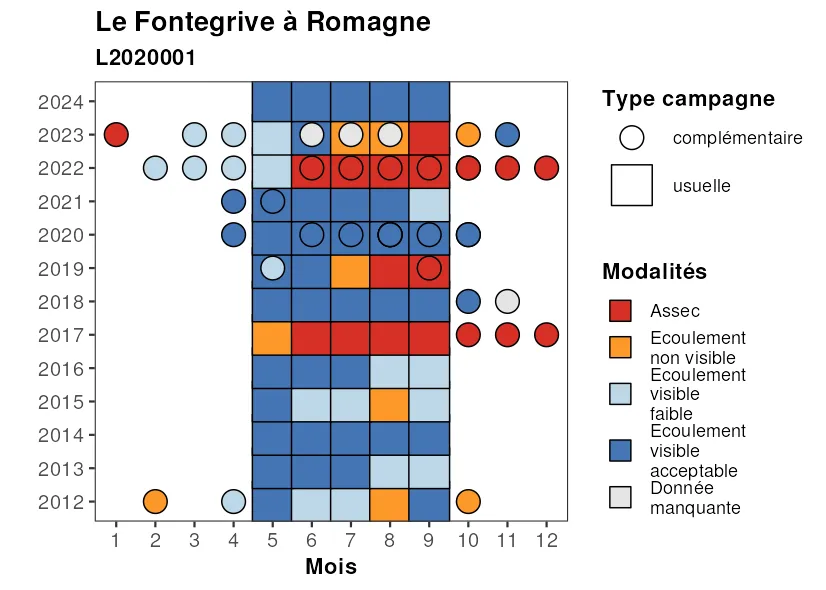 Le Fontegrive à Romagne
L2020001
2024
2023
2022
2021
2020
2019
2018
2017
2016
2015
2014
2013
2012
1 2 3 4 5 6 7 8 9 10 11 12
Mois
Type campagne
complémentaire
usuelle
Modalités
Assec
Ecoulement
non visible
Ecoulement
visible
faible
Ecoulement
visible
acceptable
Donnée
manquante